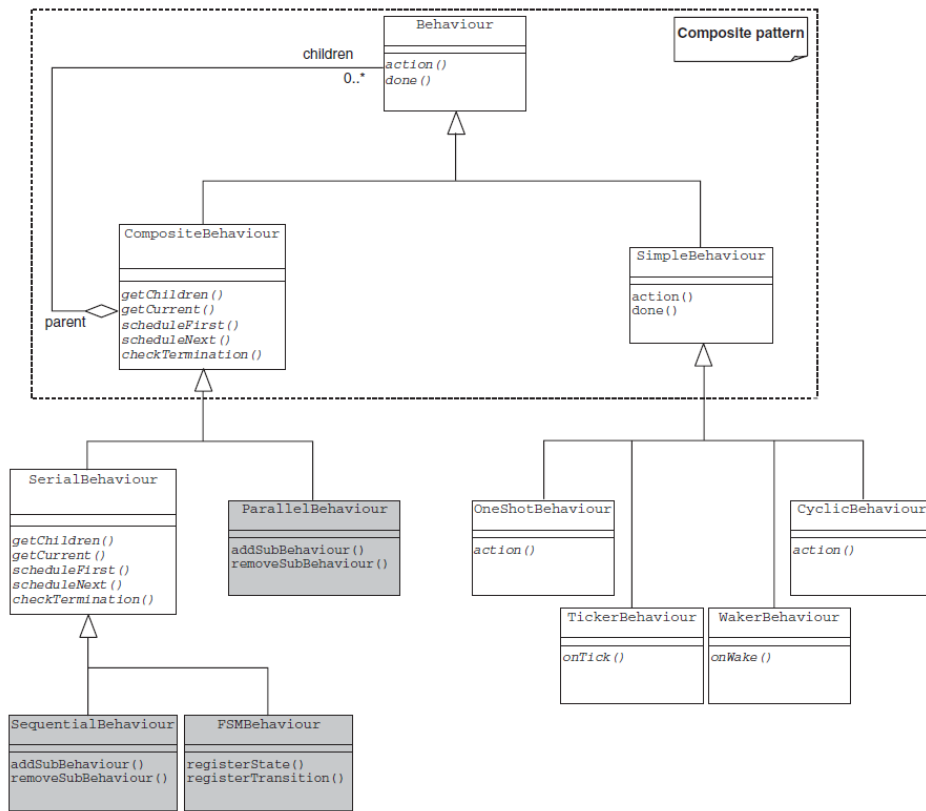 Behaviour
Composite pattern
children
0..*
action()
done()
CompositeBehaviour
getChildren()
getCurrent()
scheduleFirst()
scheduleNext()
checkTermination()
parent
SimpleBehaviour
action()
done()
SerialBehaviour
getChildren()
getCurrent()
scheduleFirst()
scheduleNext()
checkTermination()
ParallelBehaviour
addSubBehaviour()
removeSubBehaviour()
OneShotBehaviour
action()
CyclicBehaviour
action()
TickerBehaviour
onTick()
WakerBehaviour
onWake()
SequentialBehaviour
addSubBehaviour()
removeSubBehaviour()
FSMBehaviour
registerState()
registerTransition()